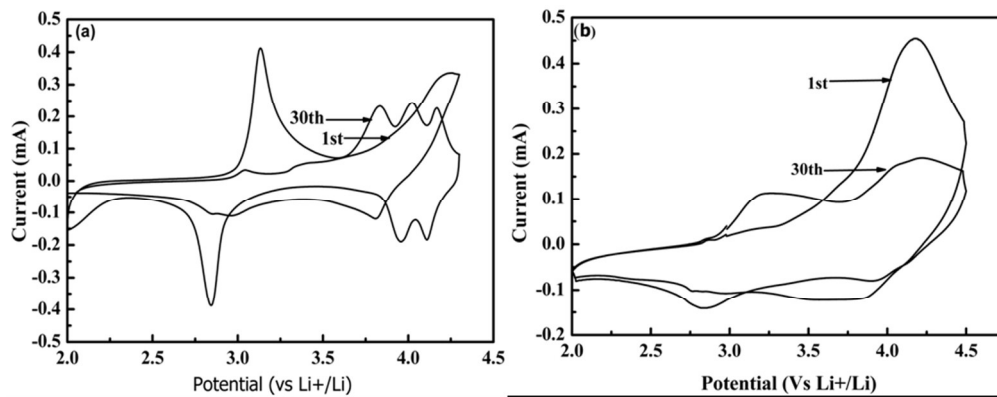 (a)
0.5
0.4
0.3
0.2
0.1
0.0
-0.1
-0.2
-0.3
-0.4
-0.5
Current (mA)
30th
1st
2.0 2.5 3.0 3.5 4.0 4.5
Potential (vs Li+/Li)
(b)
0.5
0.4
0.3
0.2
0.1
0.0
-0.1
-0.2
Current (mA)
1st
30th
2.0 2.5 3.0 3.5 4.0 4.5
Potential (Vs Li+/Li)